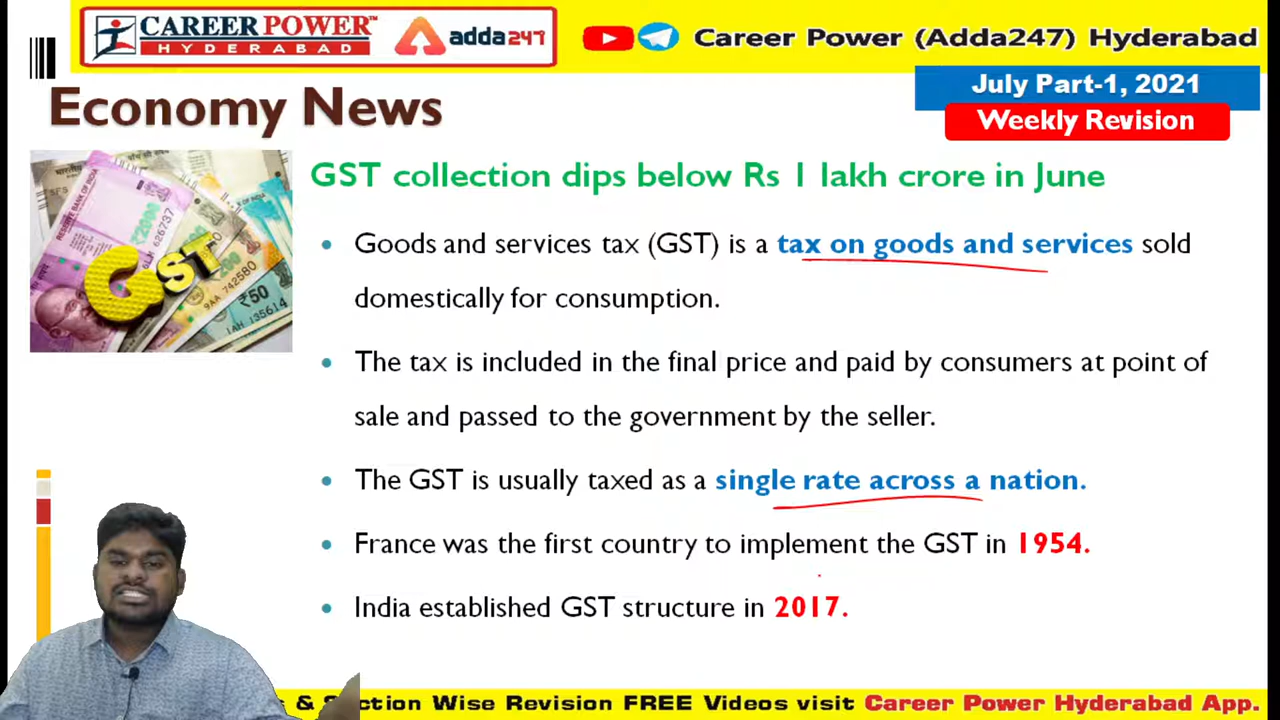 CAREER POWER™
HYDERABAD
adda247
Career Power (Adda247) Hyderabad
July Part-1, 2021
Weekly Revision
Economy News
GST
GST collection dips below Rs 1 lakh crore in June
• Goods and services tax (GST) is a tax on goods and services sold
domestically for consumption.
• The tax is included in the final price and paid by consumers at point of
sale and passed to the government by the seller.
• The GST is usually taxed as a single rate across a nation.
• France was the first country to implement the GST in 1954.
• India established GST structure in 2017.
& Section Wise Revision FREE Videos visit Career Power Hyderabad App.